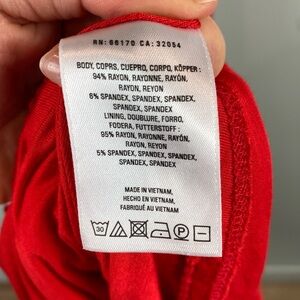 RN: 66170 CA: 32054
BODY, COPRS, CUEPRO, CORPO, KÖPPER :
94% RAYON, RAYONNE, RAYÓN,
RAYON, REYON
6% SPANDEX, SPANDEX, SPANDEX,
SPANDEX, SPANDEX
LINING, DOUBLURE, FORRO,
FODERA, FUTTERSTOFF :
95% RAYON, RAYONNE, RAYÓN,
RAYON, REYON
5% SPANDEX, SPANDEX, SPANDEX,
SPANDEX, SPANDEX
MADE IN VIETNAM,
HECHO EN VIETNAM,
FABRIQUÉ AU VIETNAM
30 P